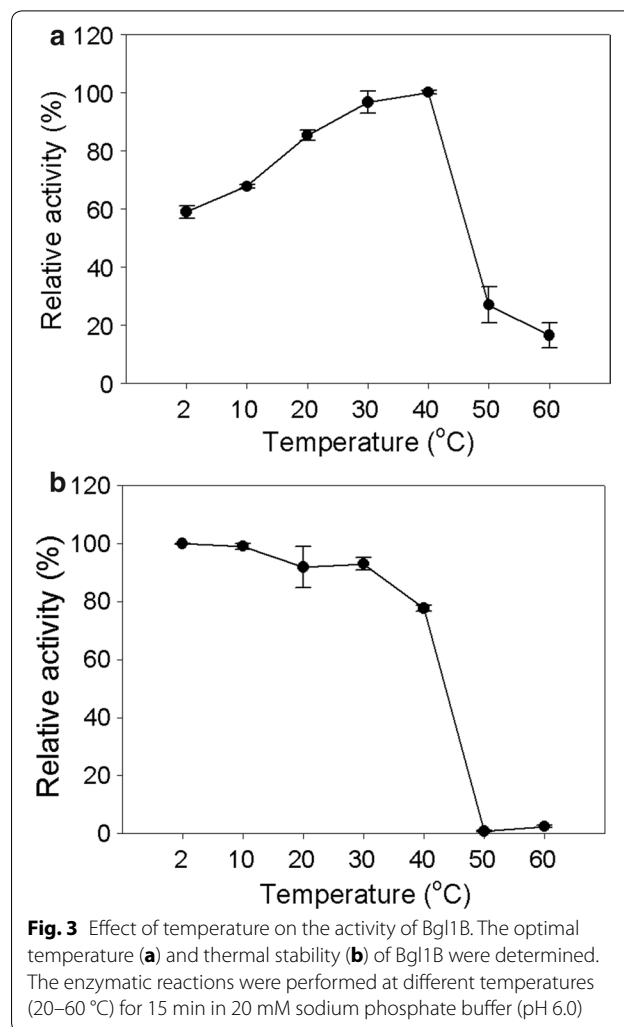 a
120
100
80
60
40
20
0
Relative activity (%)
2 10 20 30 40 50 60
Temperature (°C)
b
120
100
80
60
40
20
0
Relative activity (%)
2 10 20 30 40 50 60
Temperature (°C)
Fig. 3 Effect of temperature on the activity of Bgl1B. The optimal
temperature (a) and thermal stability (b) of Bgl1B were determined.
The enzymatic reactions were performed at different temperatures
(20–60 °C) for 15 min in 20 mM sodium phosphate buffer (pH 6.0)